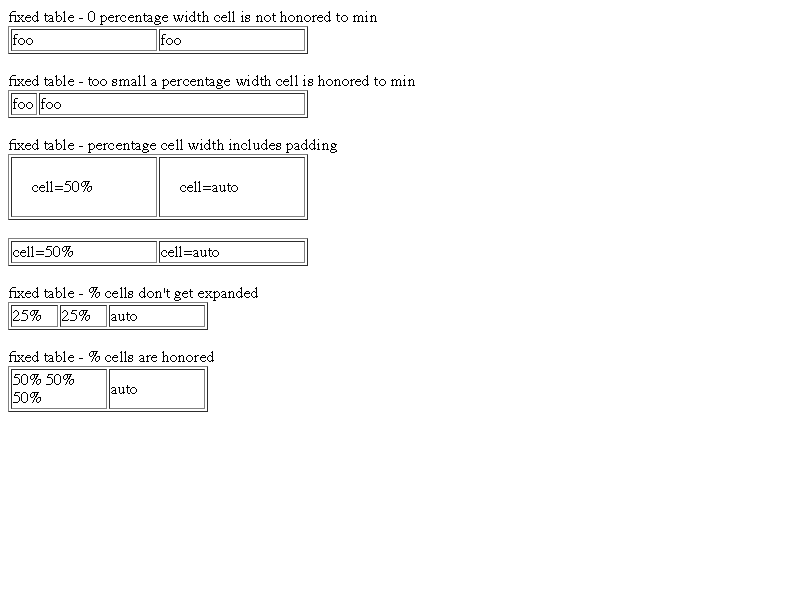 fixed table - 0 percentage width cell is not honored to min
foo foo
fixed table - too small a percentage width cell is honored to min
foo foo
fixed table - percentage cell width includes padding
cell=50% cell=auto
cell=50% cell=auto
fixed table - % cells don't get expanded
25% 25% auto
fixed table - % cells are honored
50% 50%
50%
auto